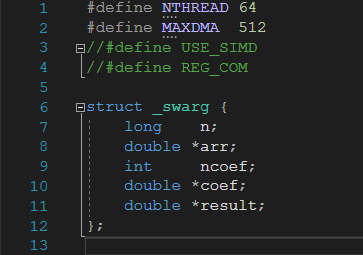 1 #define NTHREAD 64
2 #define MAXDMA  512
3 //#define USE_SIMD
4 //#define REG_COM
5
6 struct _swarg {
7     long    n;
8     double *arr;
9     int     ncoef;
10     double *coef;
11     double *result;
12 };
13